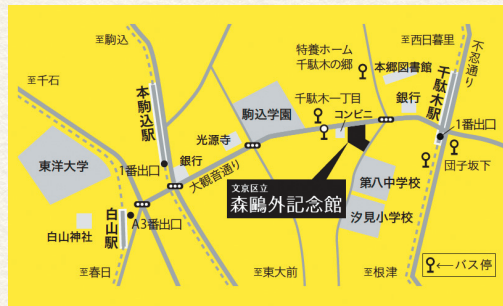 至駒込
至西日暮里
不忍通り
特養ホーム
千駄木の郷
本郷図書館
至千石
本駒込駅
千駄木一丁目
千駄木駅
銀行
駒込学園
コンビニ
光源寺
1番出口
東洋大学
1番出口
銀行
大観音通り
団子坂下
文京区立
森鷗外記念館
第八中学校
白山駅
A3番出口
汐見小学校
白山神社
←バス停
至春日
至東大前
至根津